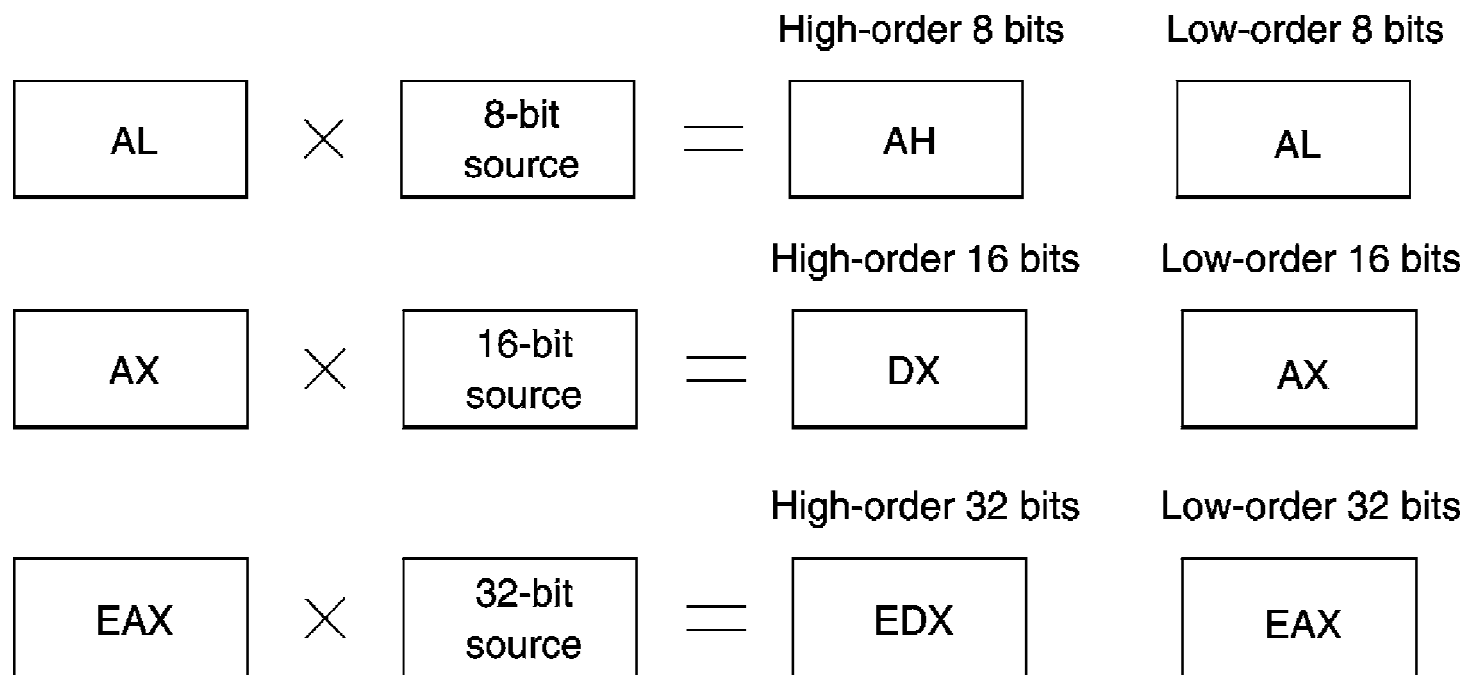 High-order 8 bits Low-order 8 bits
AL × 8-bit source = AH AL
High-order 16 bits Low-order 16 bits
AX × 16-bit source = DX AX
High-order 32 bits Low-order 32 bits
EAX × 32-bit source = EDX EAX